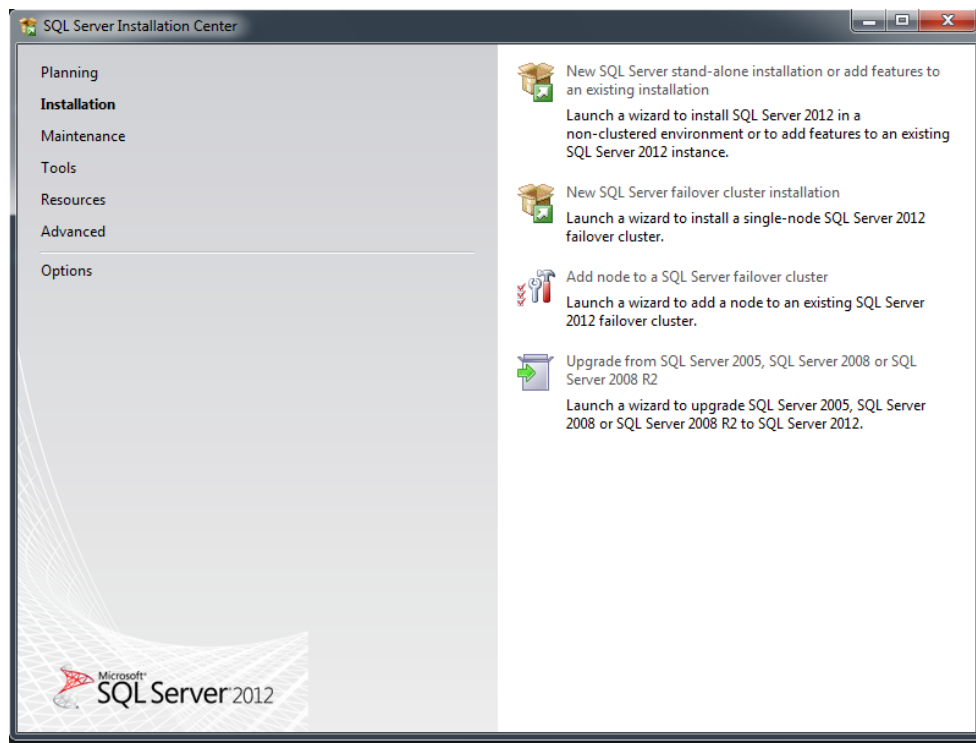 SQL Server Installation Center
Planning
Installation
Maintenance
Tools
Resources
Advanced
Options
New SQL Server stand-alone installation or add features to
an existing installation
Launch a wizard to install SQL Server 2012 in a
non-clustered environment or to add features to an existing
SQL Server 2012 instance.
New SQL Server failover cluster installation
Launch a wizard to install a single-node SQL Server 2012
failover cluster.
Add node to a SQL Server failover cluster
Launch a wizard to add a node to an existing SQL Server
2012 failover cluster.
Upgrade from SQL Server 2005, SQL Server 2008 or SQL
Server 2008 R2
Launch a wizard to upgrade SQL Server 2005, SQL Server
2008 or SQL Server 2008 R2 to SQL Server 2012.
Microsoft
SQL Server 2012